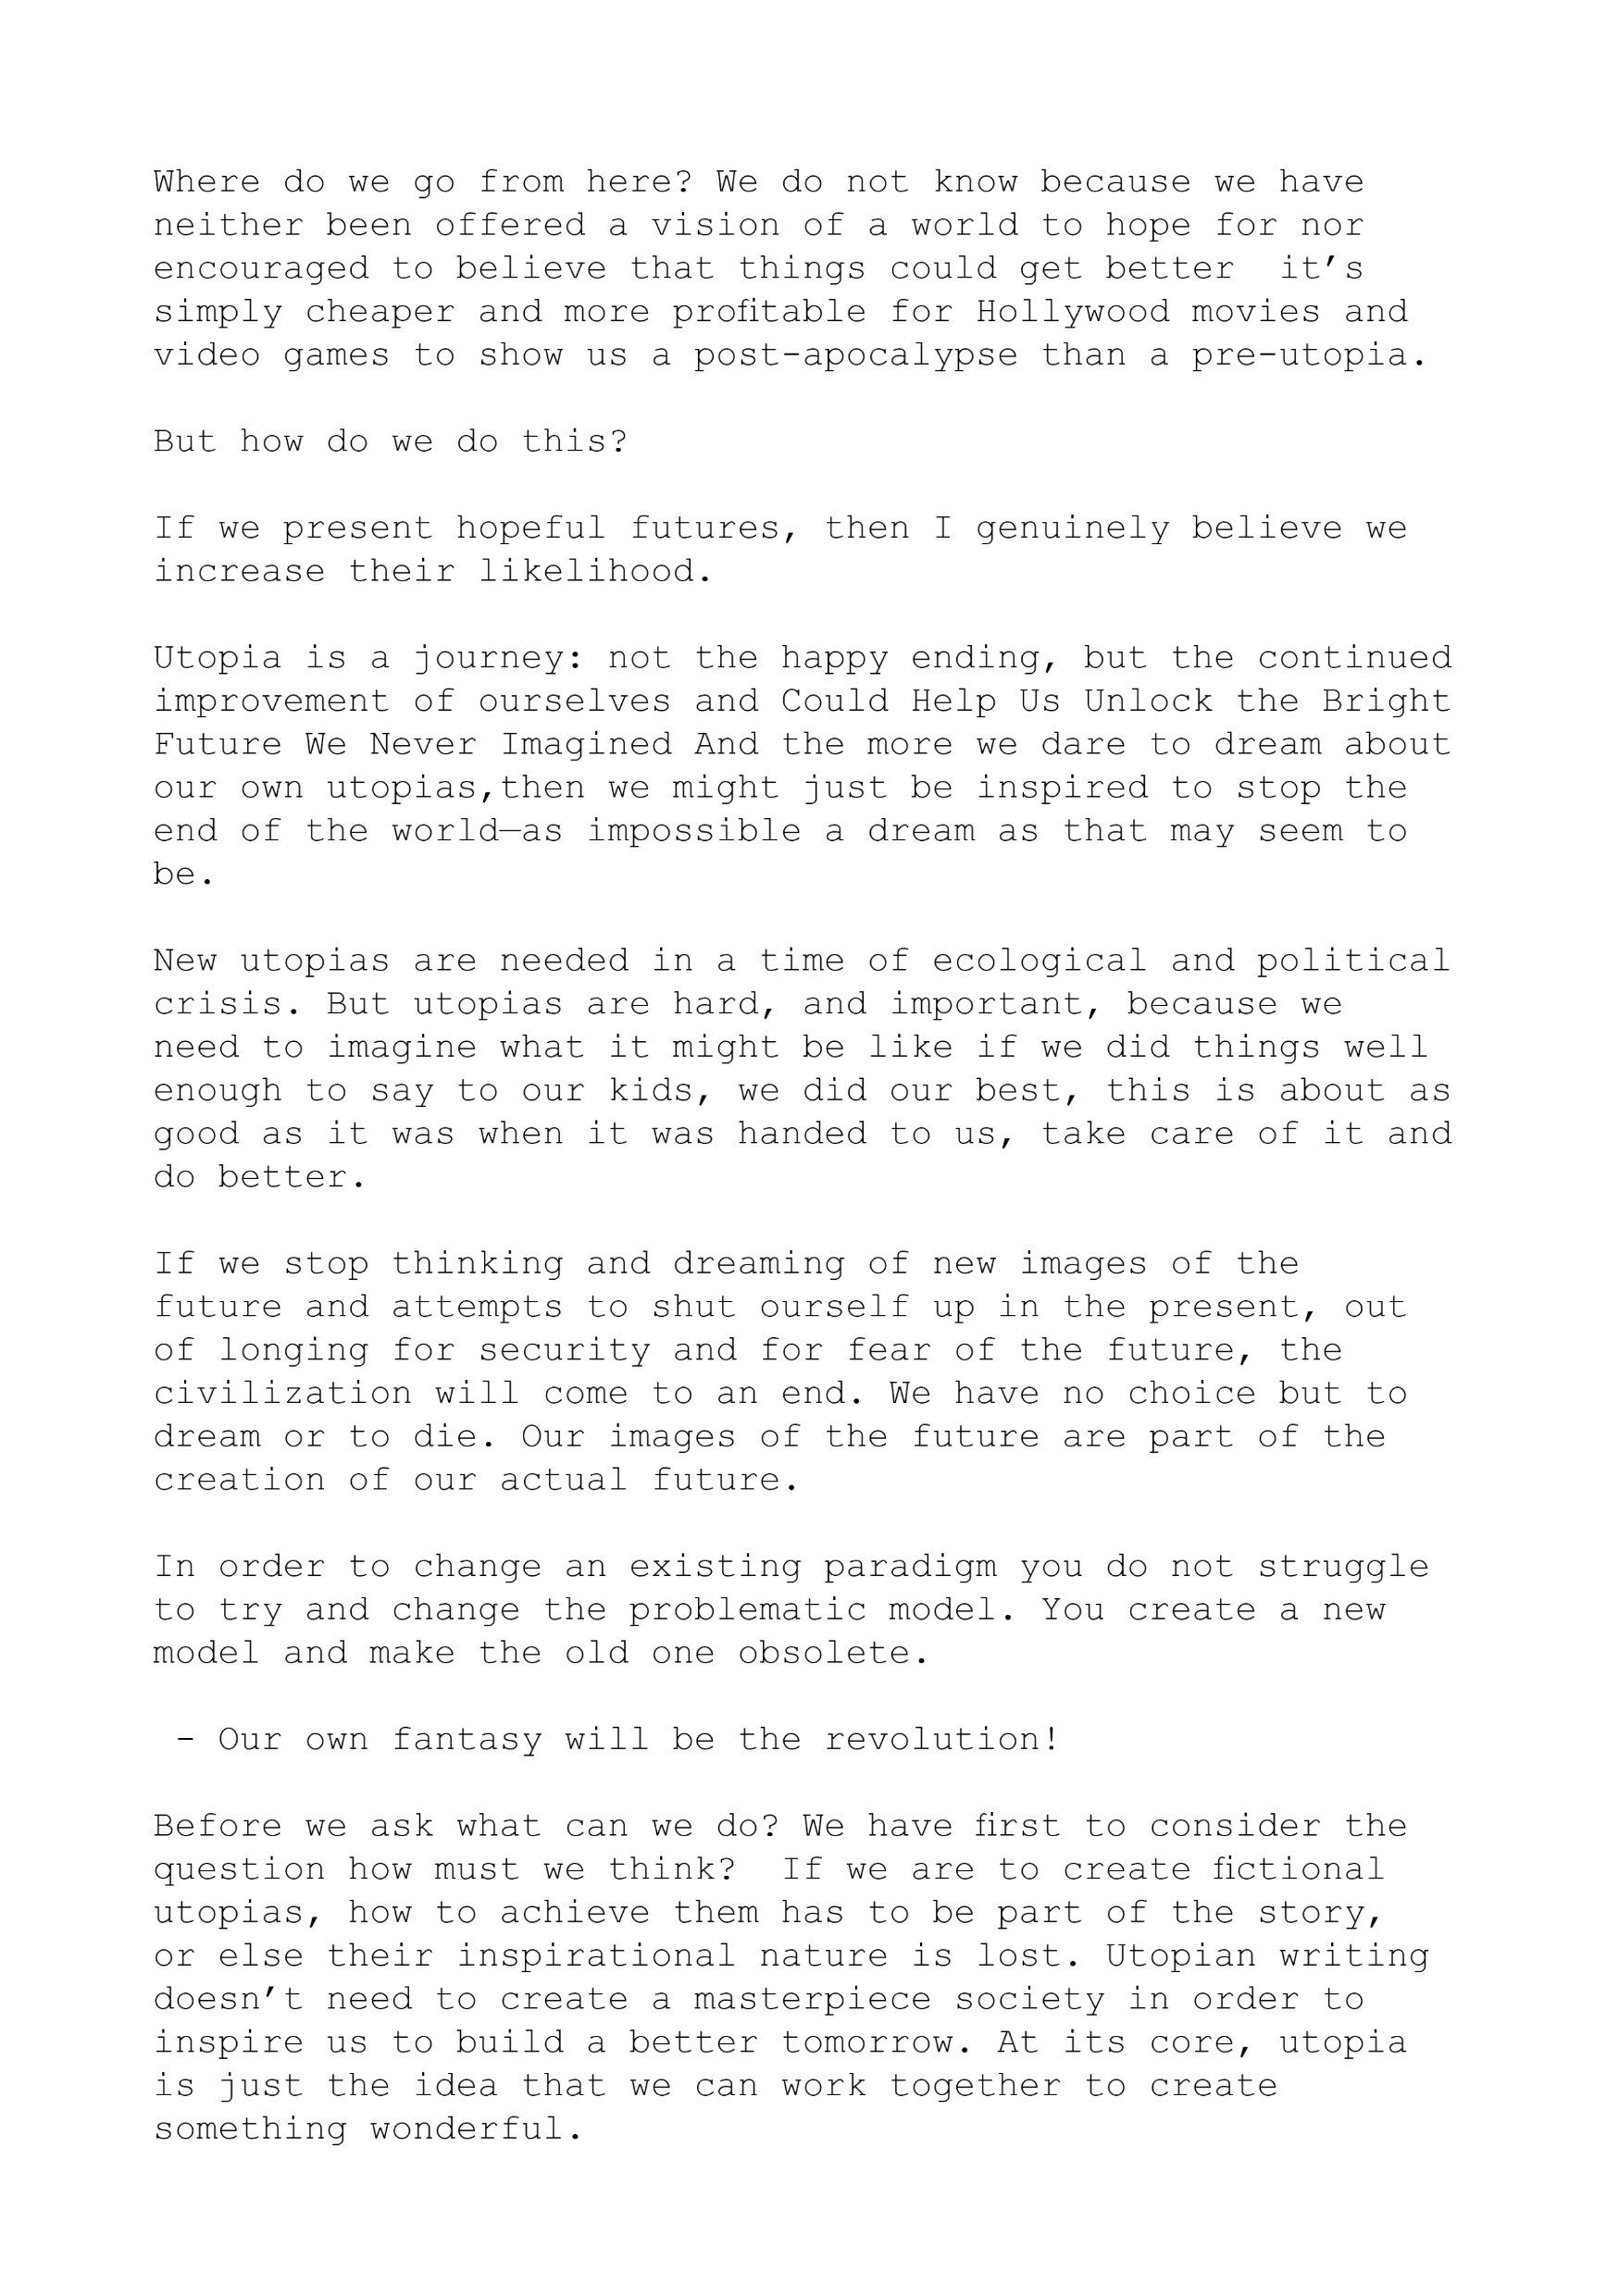 Where do we go from here? We do not know because we have
neither been offered a vision of a world to hope for nor
encouraged to believe that things could get better  it’s
simply cheaper and more profitable for Hollywood movies and
video games to show us a post-apocalypse than a pre-utopia.
But how do we do this?
If we present hopeful futures, then I genuinely believe we
increase their likelihood.
Utopia is a journey: not the happy ending, but the continued
improvement of ourselves and Could Help Us Unlock the Bright
Future We Never Imagined And the more we dare to dream about
our own utopias,then we might just be inspired to stop the
end of the world—as impossible a dream as that may seem to
be.
New utopias are needed in a time of ecological and political
crisis. But utopias are hard, and important, because we
need to imagine what it might be like if we did things well
enough to say to our kids, we did our best, this is about as
good as it was when it was handed to us, take care of it and
do better.
If we stop thinking and dreaming of new images of the
future and attempts to shut ourself up in the present, out
of longing for security and for fear of the future, the
civilization will come to an end. We have no choice but to
dream or to die. Our images of the future are part of the
creation of our actual future.
In order to change an existing paradigm you do not struggle
to try and change the problematic model. You create a new
model and make the old one obsolete.
- Our own fantasy will be the revolution!
Before we ask what can we do? We have first to consider the
question how must we think?  If we are to create fictional
utopias, how to achieve them has to be part of the story,
or else their inspirational nature is lost. Utopian writing
doesn’t need to create a masterpiece society in order to
inspire us to build a better tomorrow. At its core, utopia
is just the idea that we can work together to create
something wonderful.